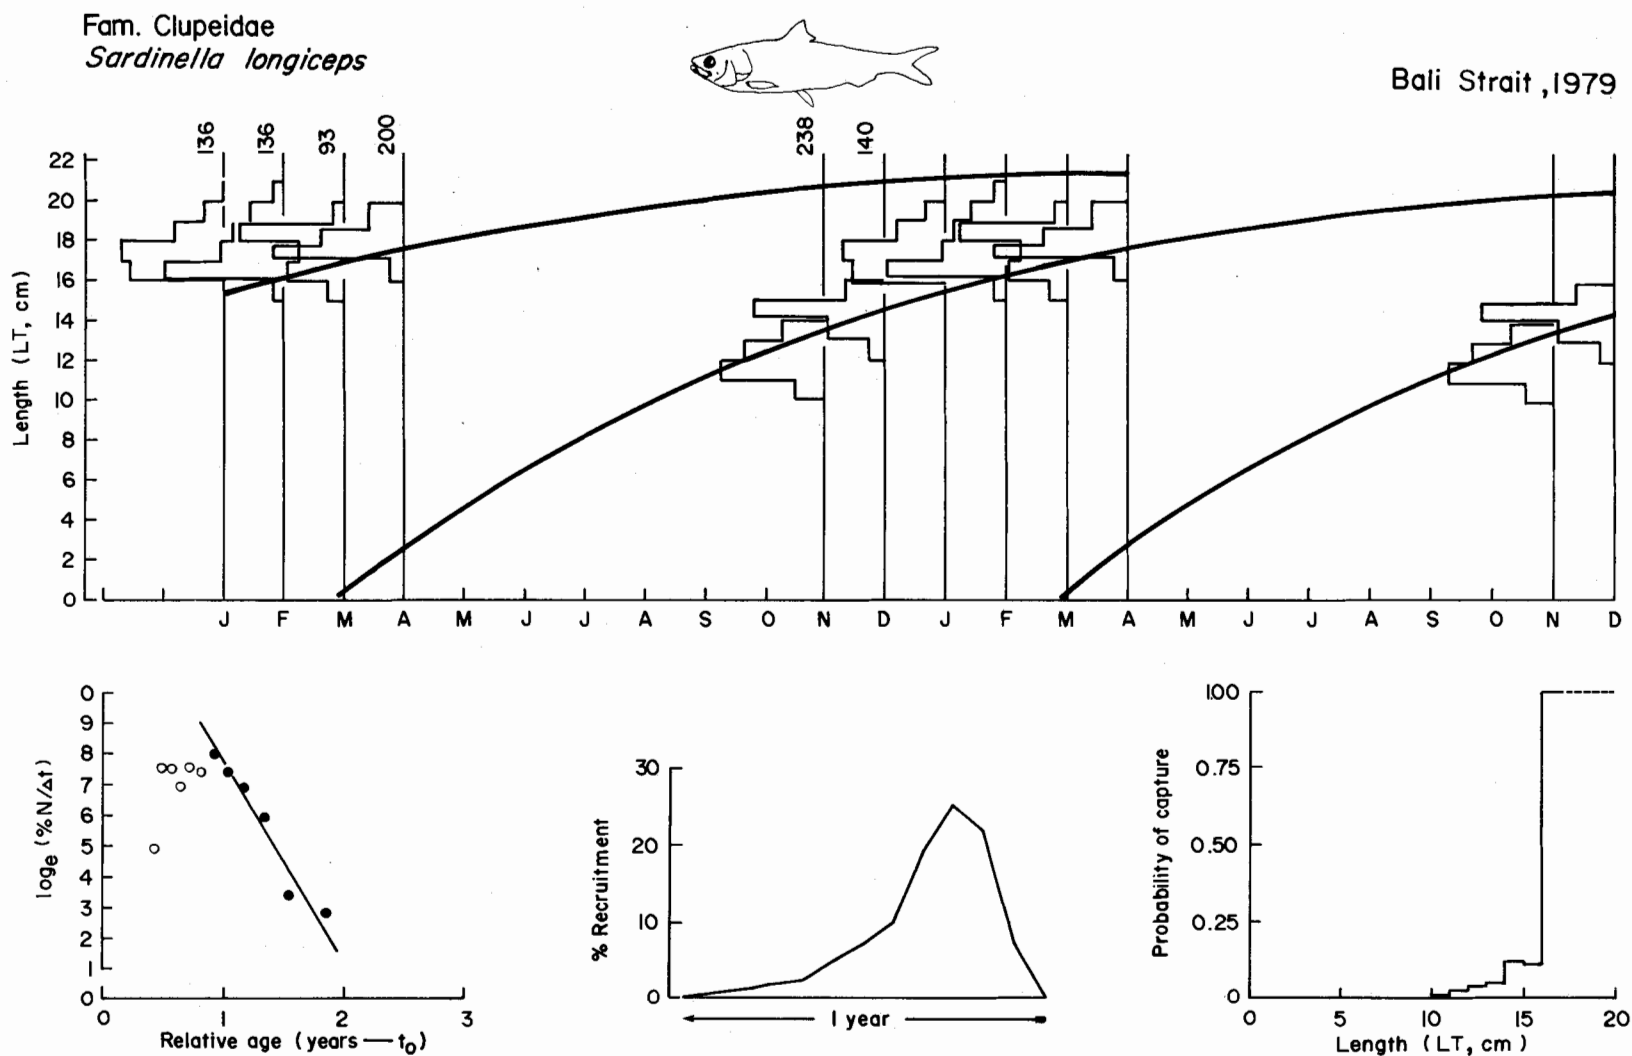 Fam. Clupeidae
Sardinella longiceps
Bali Strait, 1979
136 136 93 200 238 140
Length (LT, cm)
22
20
18
16
14
12
10
8
6
4
2
0
J F M A M J J A S O N D J F M A M J J A S O N D
loge (%N/Δt)
0
9
8
7
6
5
4
3
2
1
0
0 1 2 3
Relative age (years — to)
% Recruitment
30
20
10
0
1 year
Probability of capture
1.00
0.75
0.50
0.25
0
0 5 10 15 20
Length (LT, cm)